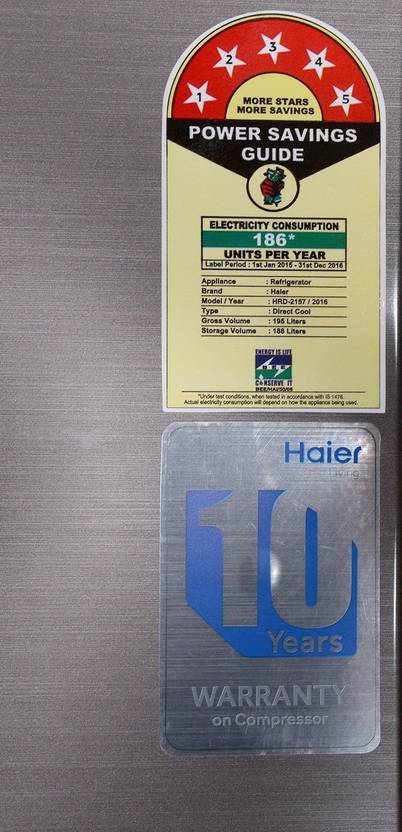 1 2 3 4 5
MORE STARS
MORE SAVINGS
POWER SAVINGS
GUIDE
ELECTRICITY CONSUMPTION
186*
UNITS PER YEAR
Label Period : 1st Jan 2015 - 31st Dec 2016
Appliance : Refrigerator
Brand : Haier
Model / Year : HRD-2157 / 2016
Type : Direct Cool
Gross Volume : 195 Liters
Storage Volume : 188 Liters
ENERGY IS LIFE
BEE
CONSERVE IT
*Under test conditions, when tested in accordance with IS 1476.
Actual electricity consumption will depend on how the appliance being used.
Haier
living
10
Years
WARRANTY
on Compressor